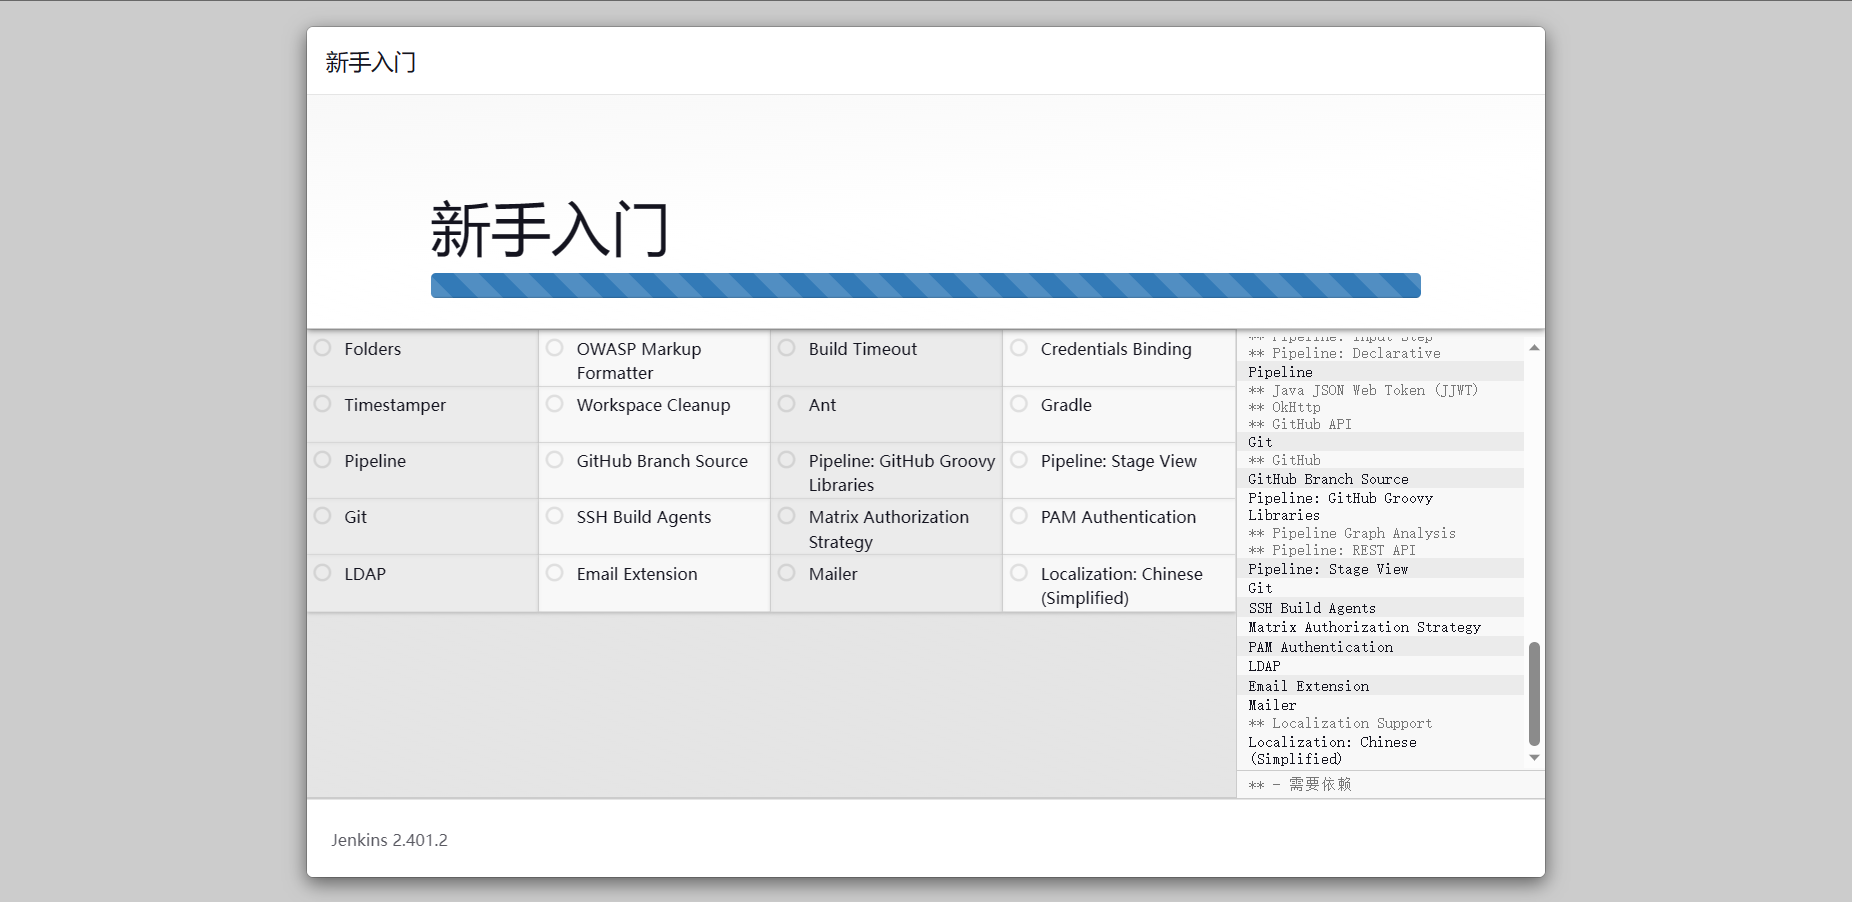 新手入门
新手入门
Folders
OWASP Markup
Formatter
Build Timeout
Credentials Binding
Timestamper
Workspace Cleanup
Ant
Gradle
Pipeline
GitHub Branch Source
Pipeline: GitHub Groovy
Libraries
Pipeline: Stage View
Git
SSH Build Agents
Matrix Authorization
Strategy
PAM Authentication
LDAP
Email Extension
Mailer
Localization: Chinese
(Simplified)
** Pipeline: Input Step
** Pipeline: Declarative
Pipeline
** Java JSON Web Token (JJWT)
** OkHttp
** GitHub API
Git
** GitHub
GitHub Branch Source
Pipeline: GitHub Groovy
Libraries
** Pipeline Graph Analysis
** Pipeline: REST API
Pipeline: Stage View
Git
SSH Build Agents
Matrix Authorization Strategy
PAM Authentication
LDAP
Email Extension
Mailer
** Localization Support
Localization: Chinese
(Simplified)
** - 需要依赖
Jenkins 2.401.2